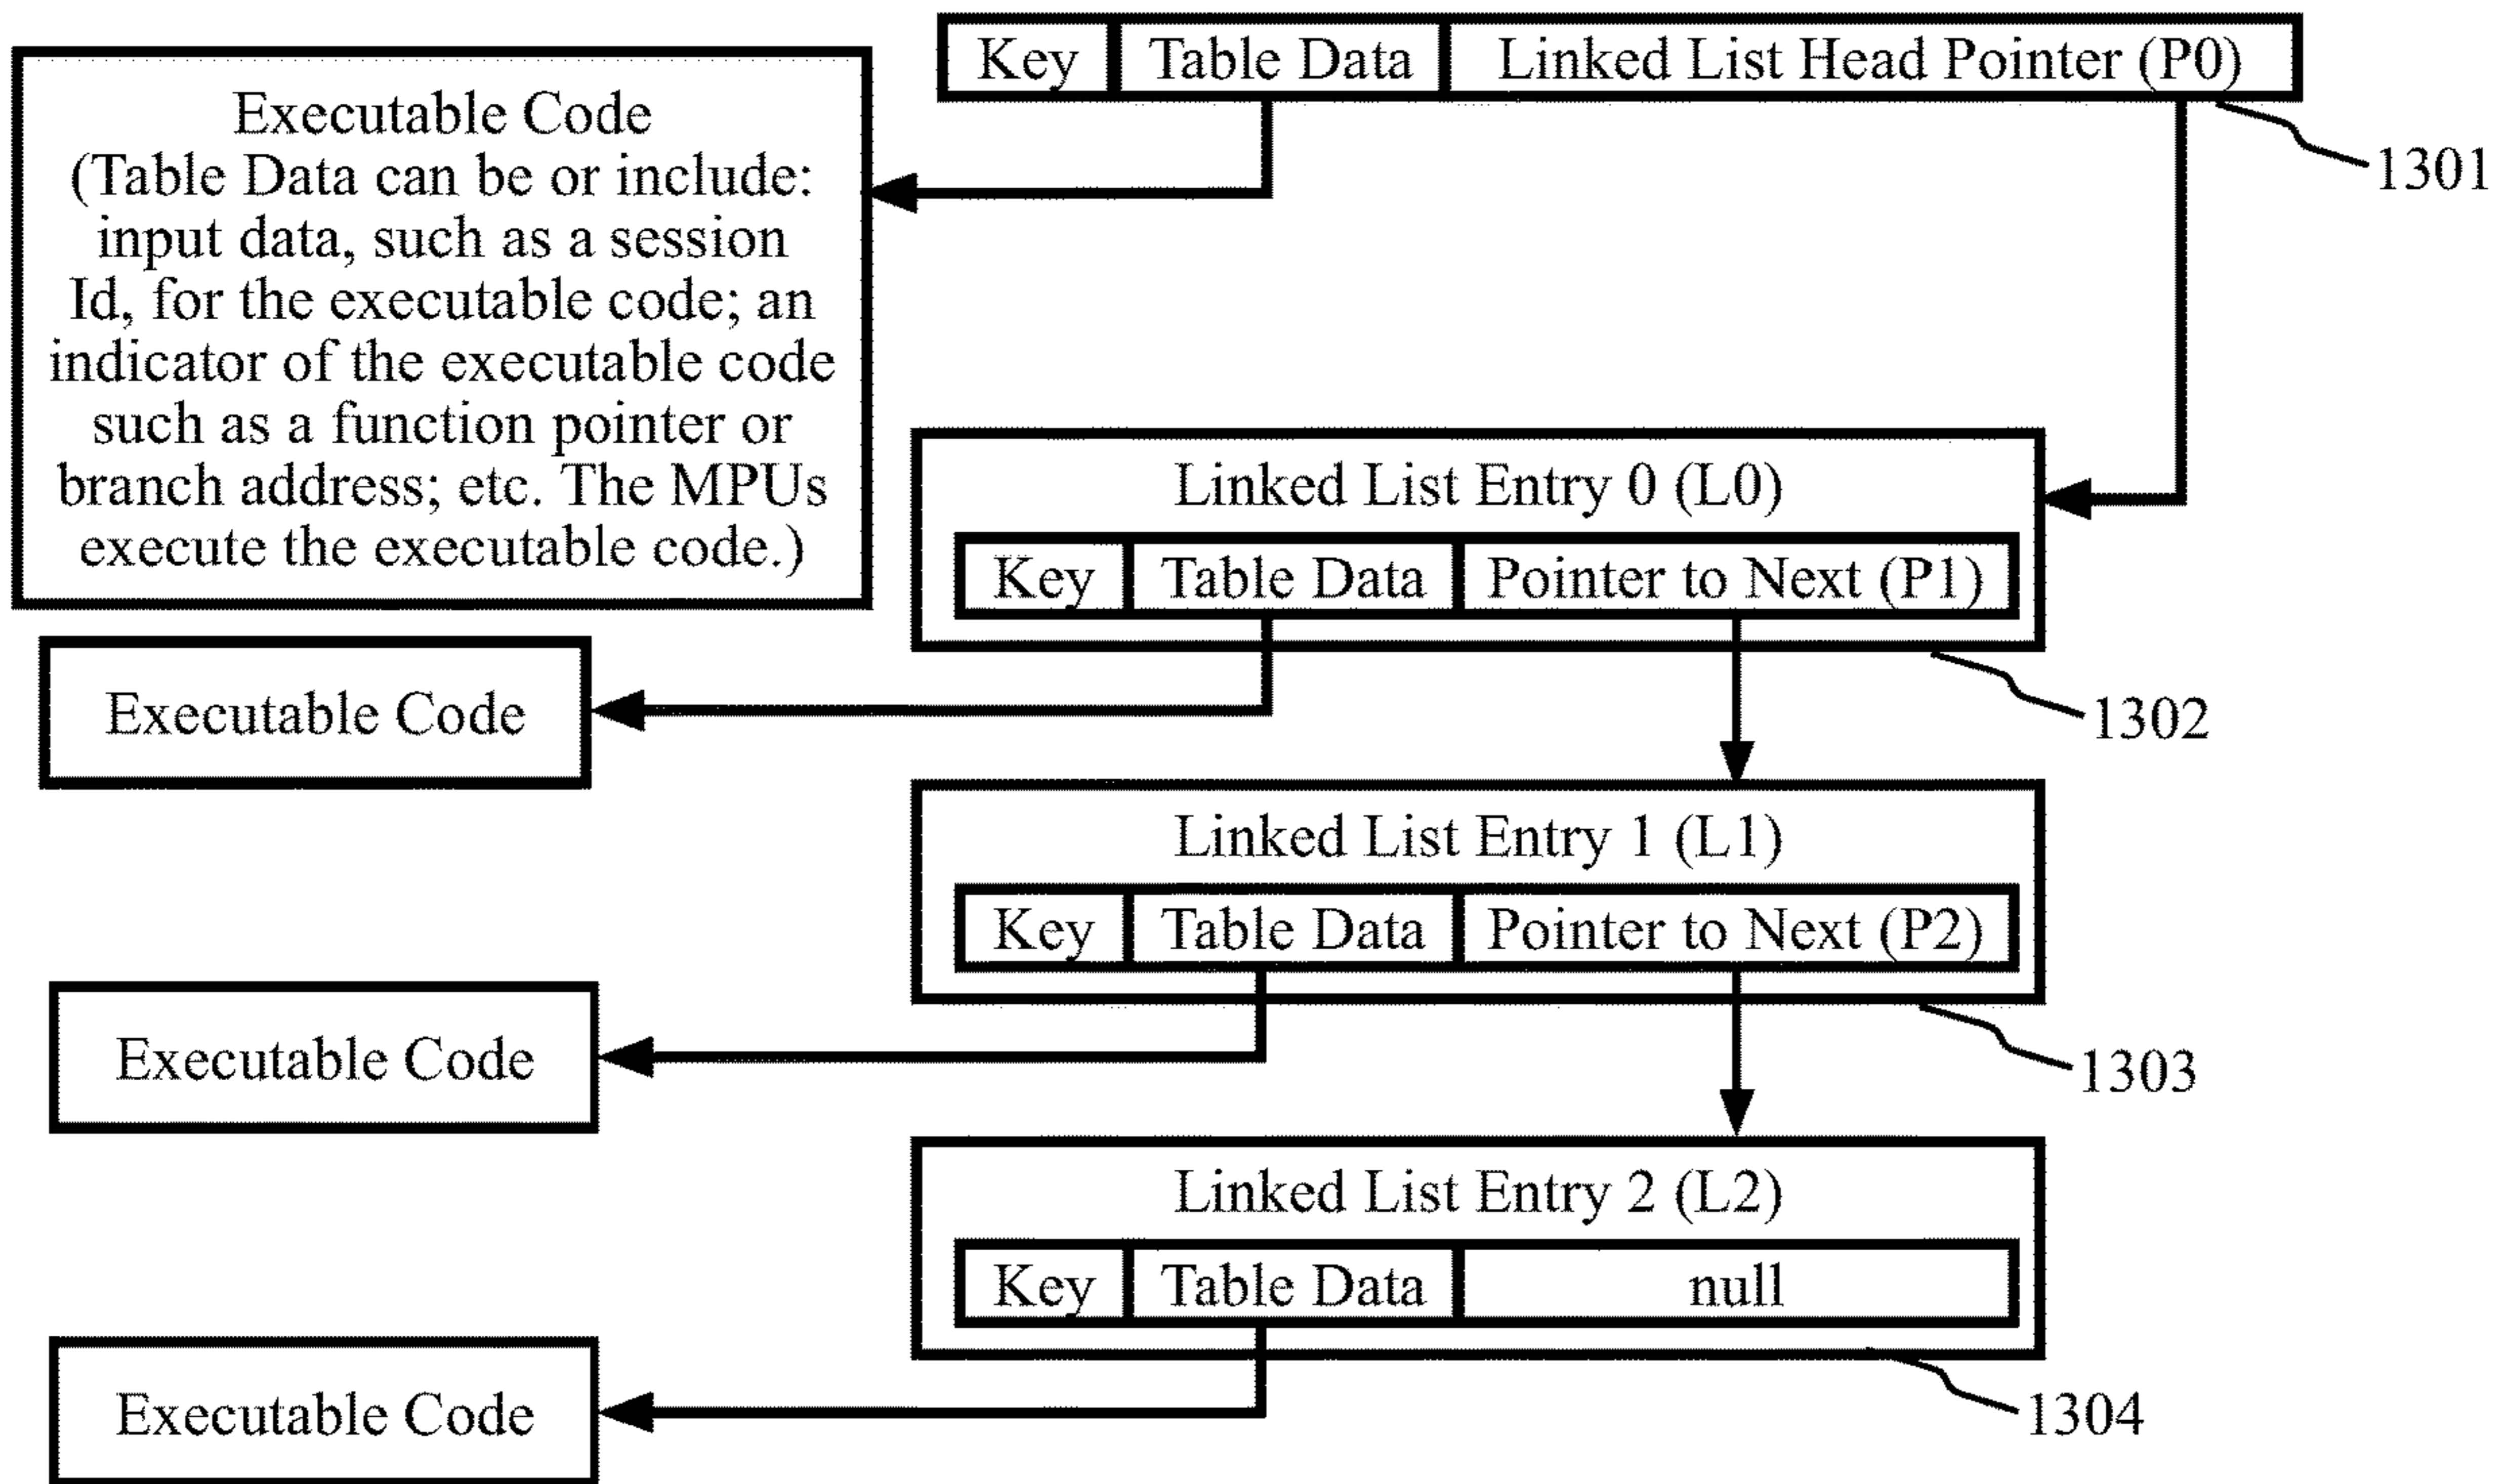 Key Table Data Linked List Head Pointer (P0)
1301
Executable Code
(Table Data can be or include:
input data, such as a session
Id, for the executable code; an
indicator of the executable code
such as a function pointer or
branch address; etc. The MPUs
execute the executable code.)
Linked List Entry 0 (L0)
Key Table Data Pointer to Next (P1)
1302
Executable Code
Linked List Entry 1 (L1)
Key Table Data Pointer to Next (P2)
1303
Executable Code
Linked List Entry 2 (L2)
Key Table Data null
1304
Executable Code